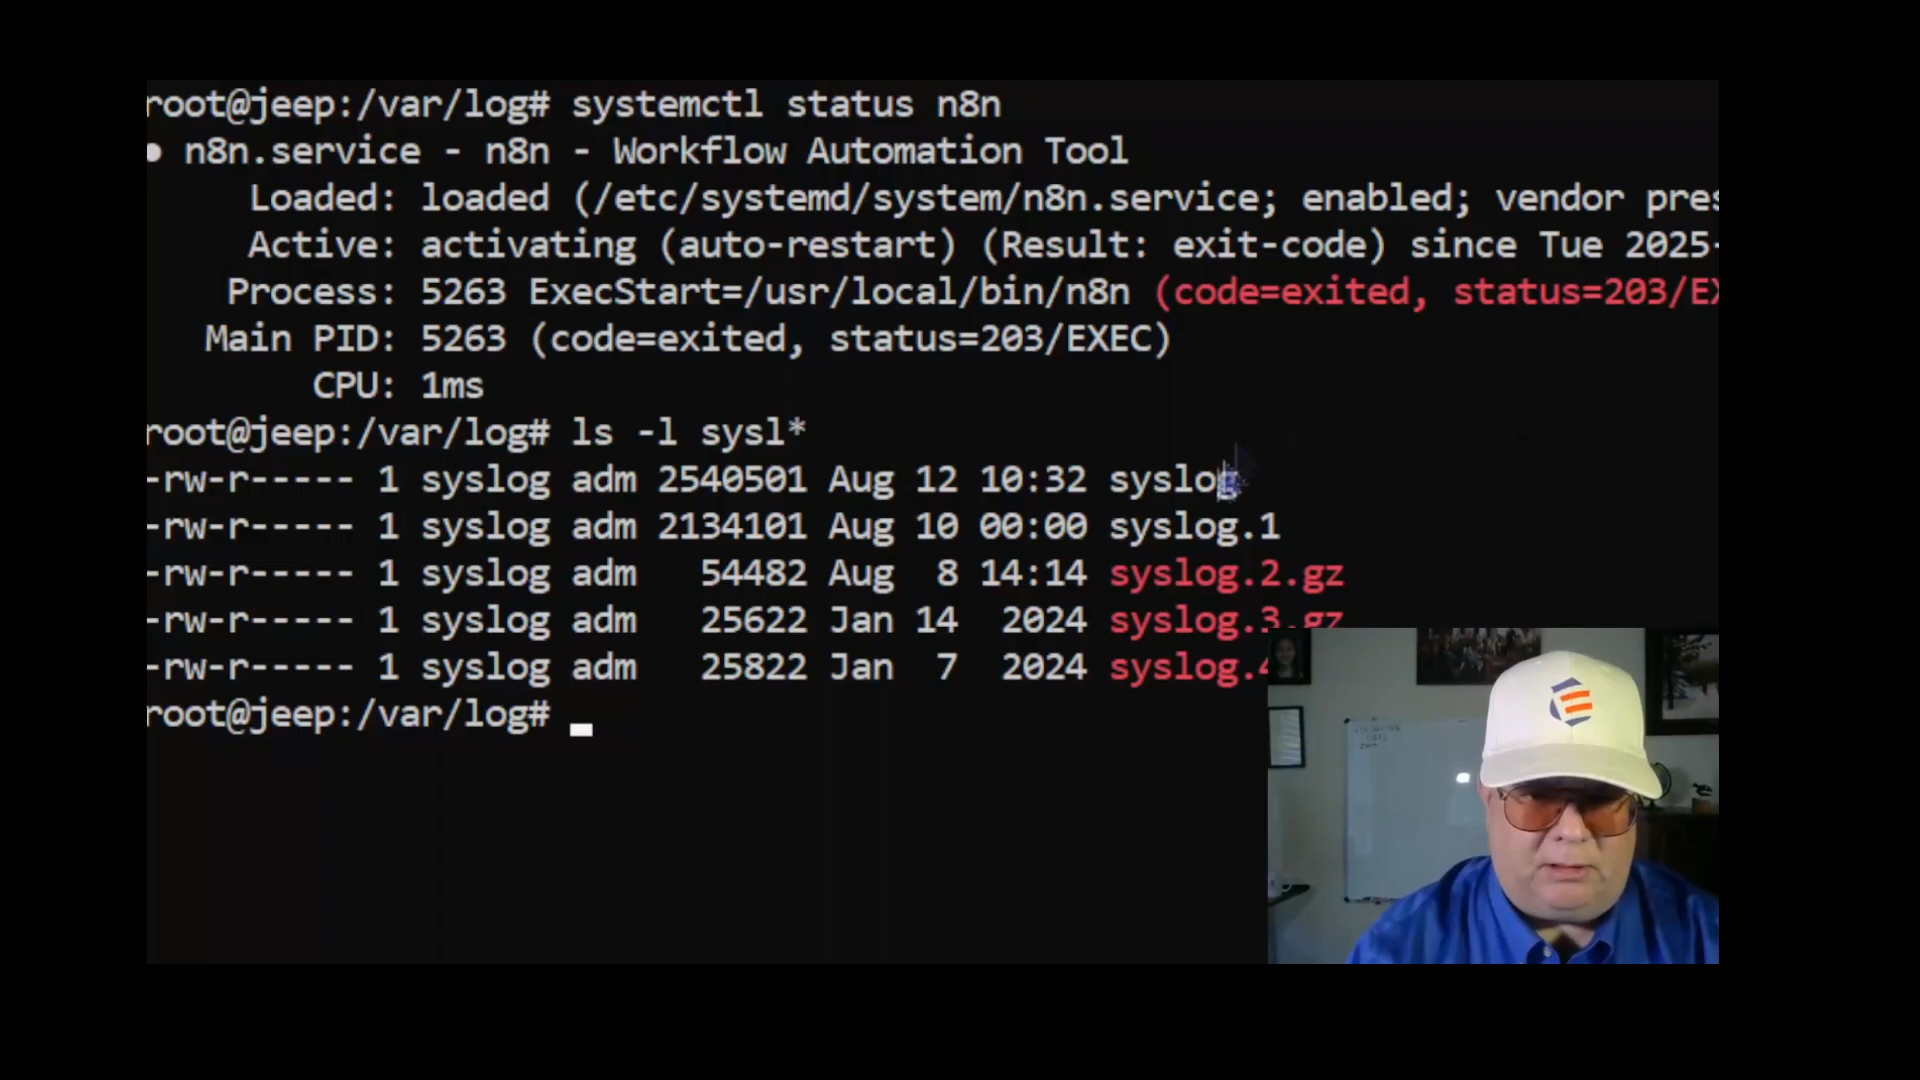 root@jeep:/var/log# systemctl status n8n
● n8n.service - n8n - Workflow Automation Tool
Loaded: loaded (/etc/systemd/system/n8n.service; enabled; vendor pres
Active: activating (auto-restart) (Result: exit-code) since Tue 2025-
Process: 5263 ExecStart=/usr/local/bin/n8n (code=exited, status=203/EX
Main PID: 5263 (code=exited, status=203/EXEC)
CPU: 1ms
root@jeep:/var/log# ls -l sysl*
-rw-r----- 1 syslog adm 2540501 Aug 12 10:32 syslog
-rw-r----- 1 syslog adm 2134101 Aug 10 00:00 syslog.1
-rw-r----- 1 syslog adm 54482 Aug 8 14:14 syslog.2.gz
-rw-r----- 1 syslog adm 25622 Jan 14 2024 syslog.3.gz
-rw-r----- 1 syslog adm 25822 Jan 7 2024 syslog.4
root@jeep:/var/log#